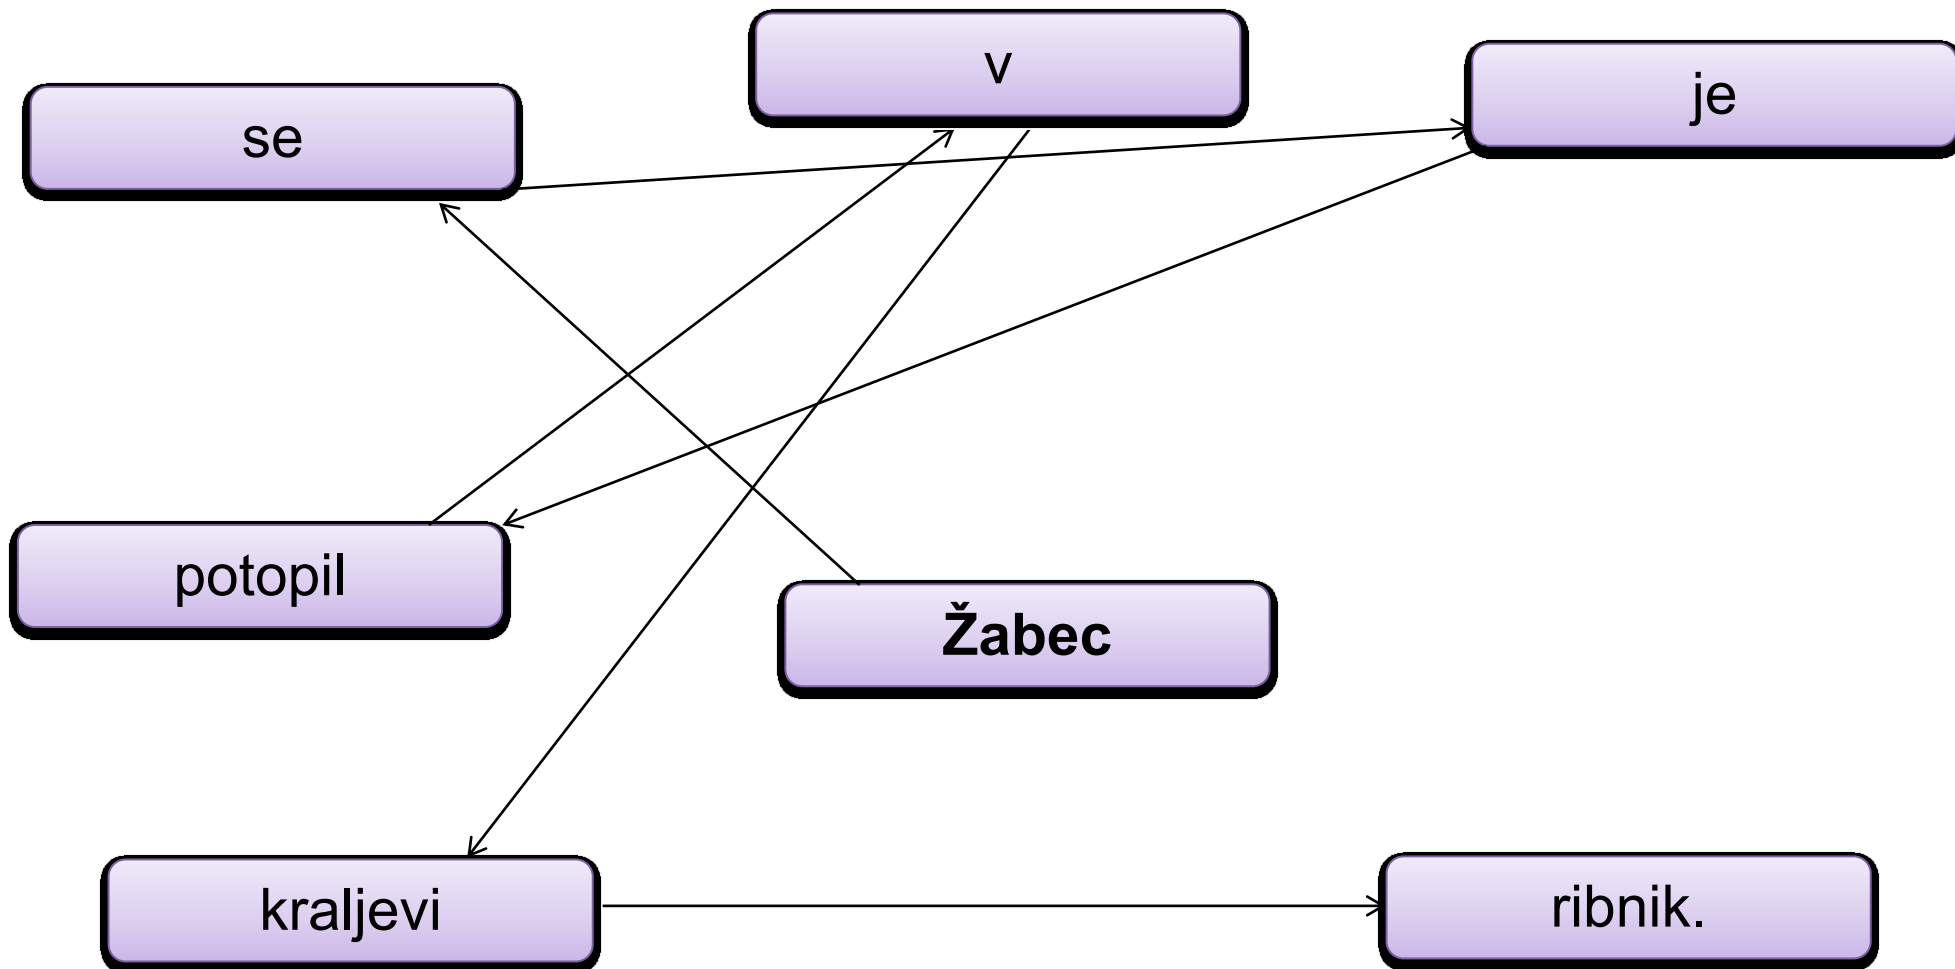 v
je
se
potopil
Žabec
kraljevi
ribnik.